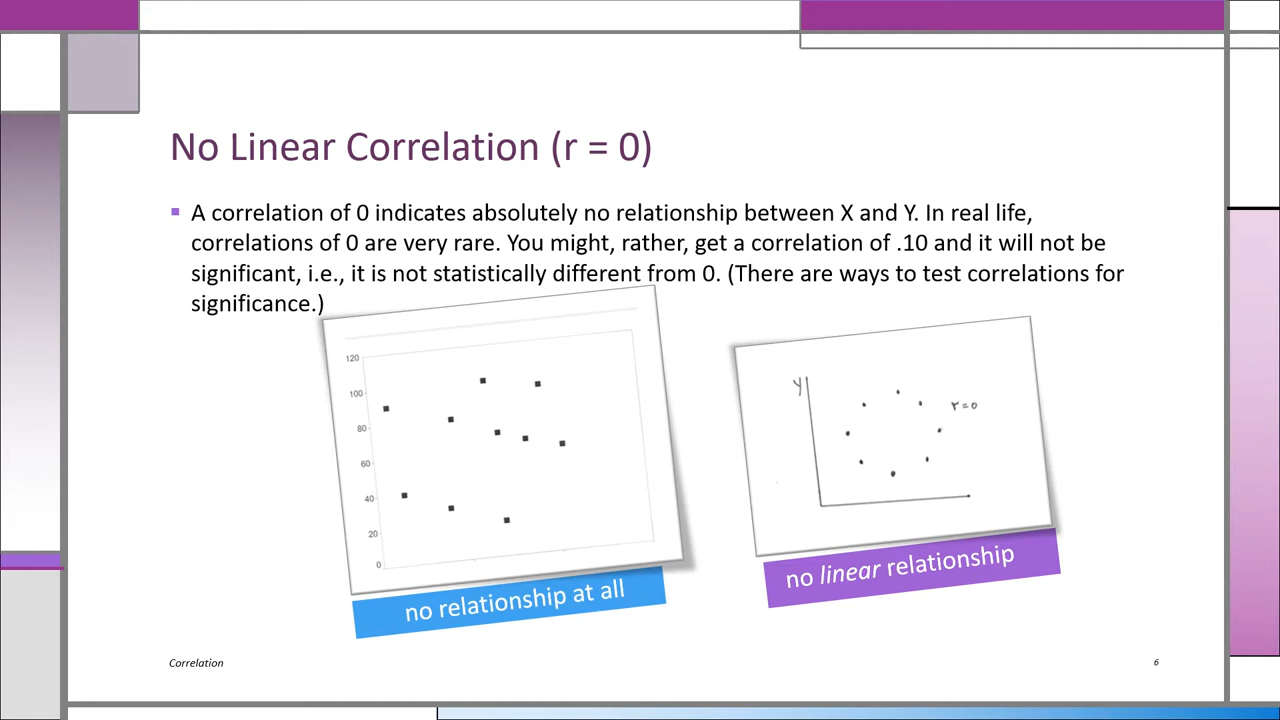 No Linear Correlation (r = 0)
A correlation of 0 indicates absolutely no relationship between X and Y. In real life,
correlations of 0 are very rare. You might, rather, get a correlation of .10 and it will not be
significant, i.e., it is not statistically different from 0. (There are ways to test correlations for
significance.)
120
100
80
60
40
20
0
no relationship at all
y
r=0
no linear relationship
Correlation
6